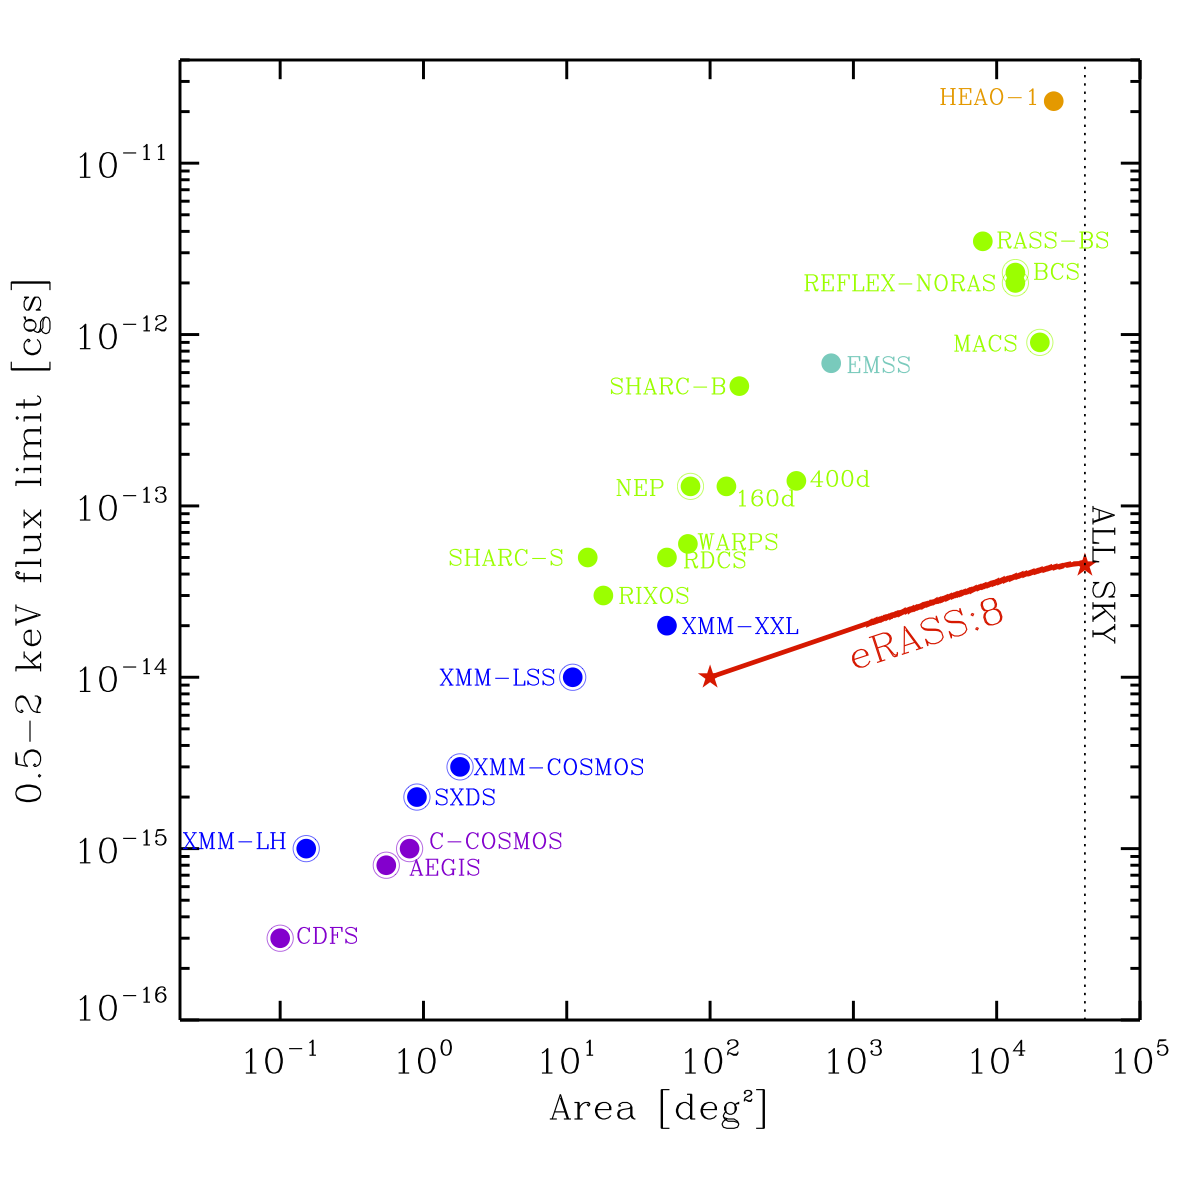 HEAO-1
10^-11
RASS-BS
BCS
REFLEX-NORAS
10^-12
MACS
EMSS
SHARC-B
400d
NEP
160d
10^-13
WARPS
SHARC-S
RDCS
RIXOS
ALL SKY
eRASS:8
XMM-XXL
10^-14
XMM-LSS
XMM-COSMOS
SXDS
XMM-LH
C-COSMOS
10^-15
AEGIS
CDFS
10^-16
0.5-2 keV flux limit [cgs]
10^-1 10^0 10^1 10^2 10^3 10^4 10^5
Area [deg²]